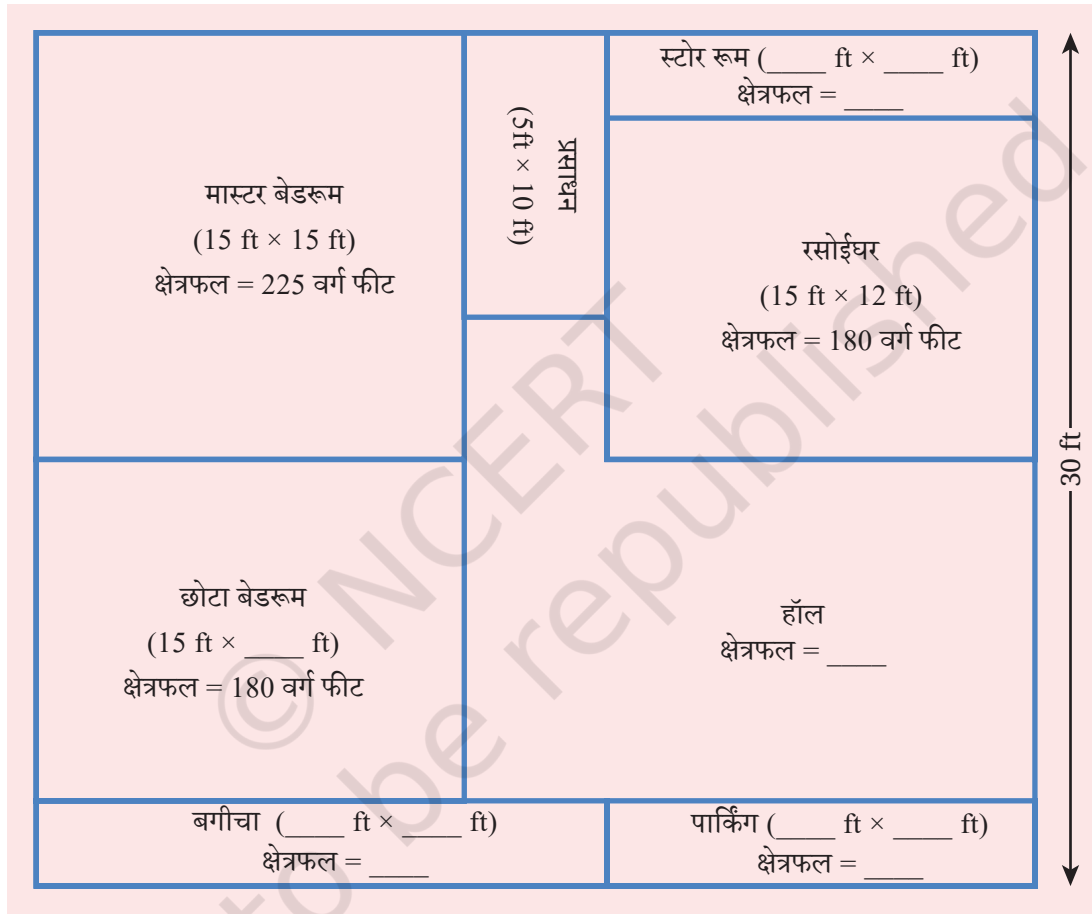 स्टोर रूम (____ ft × ____ ft)
क्षेत्रफल = ____
प्रसाधन
(5ft × 10 ft)
मास्टर बेडरूम
(15 ft × 15 ft)
क्षेत्रफल = 225 वर्ग फीट
रसोईघर
(15 ft × 12 ft)
क्षेत्रफल = 180 वर्ग फीट
30 ft
छोटा बेडरूम
(15 ft × ____ ft)
क्षेत्रफल = 180 वर्ग फीट
हॉल
क्षेत्रफल = ____
बगीचा (____ ft × ____ ft)
क्षेत्रफल = ____
पार्किंग (____ ft × ____ ft)
क्षेत्रफल = ____
© NCERT
to be republished